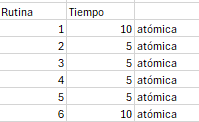 Rutina Tiempo
1 10 atómica
2 5 atómica
3 5 atómica
4 5 atómica
5 5 atómica
6 10 atómica